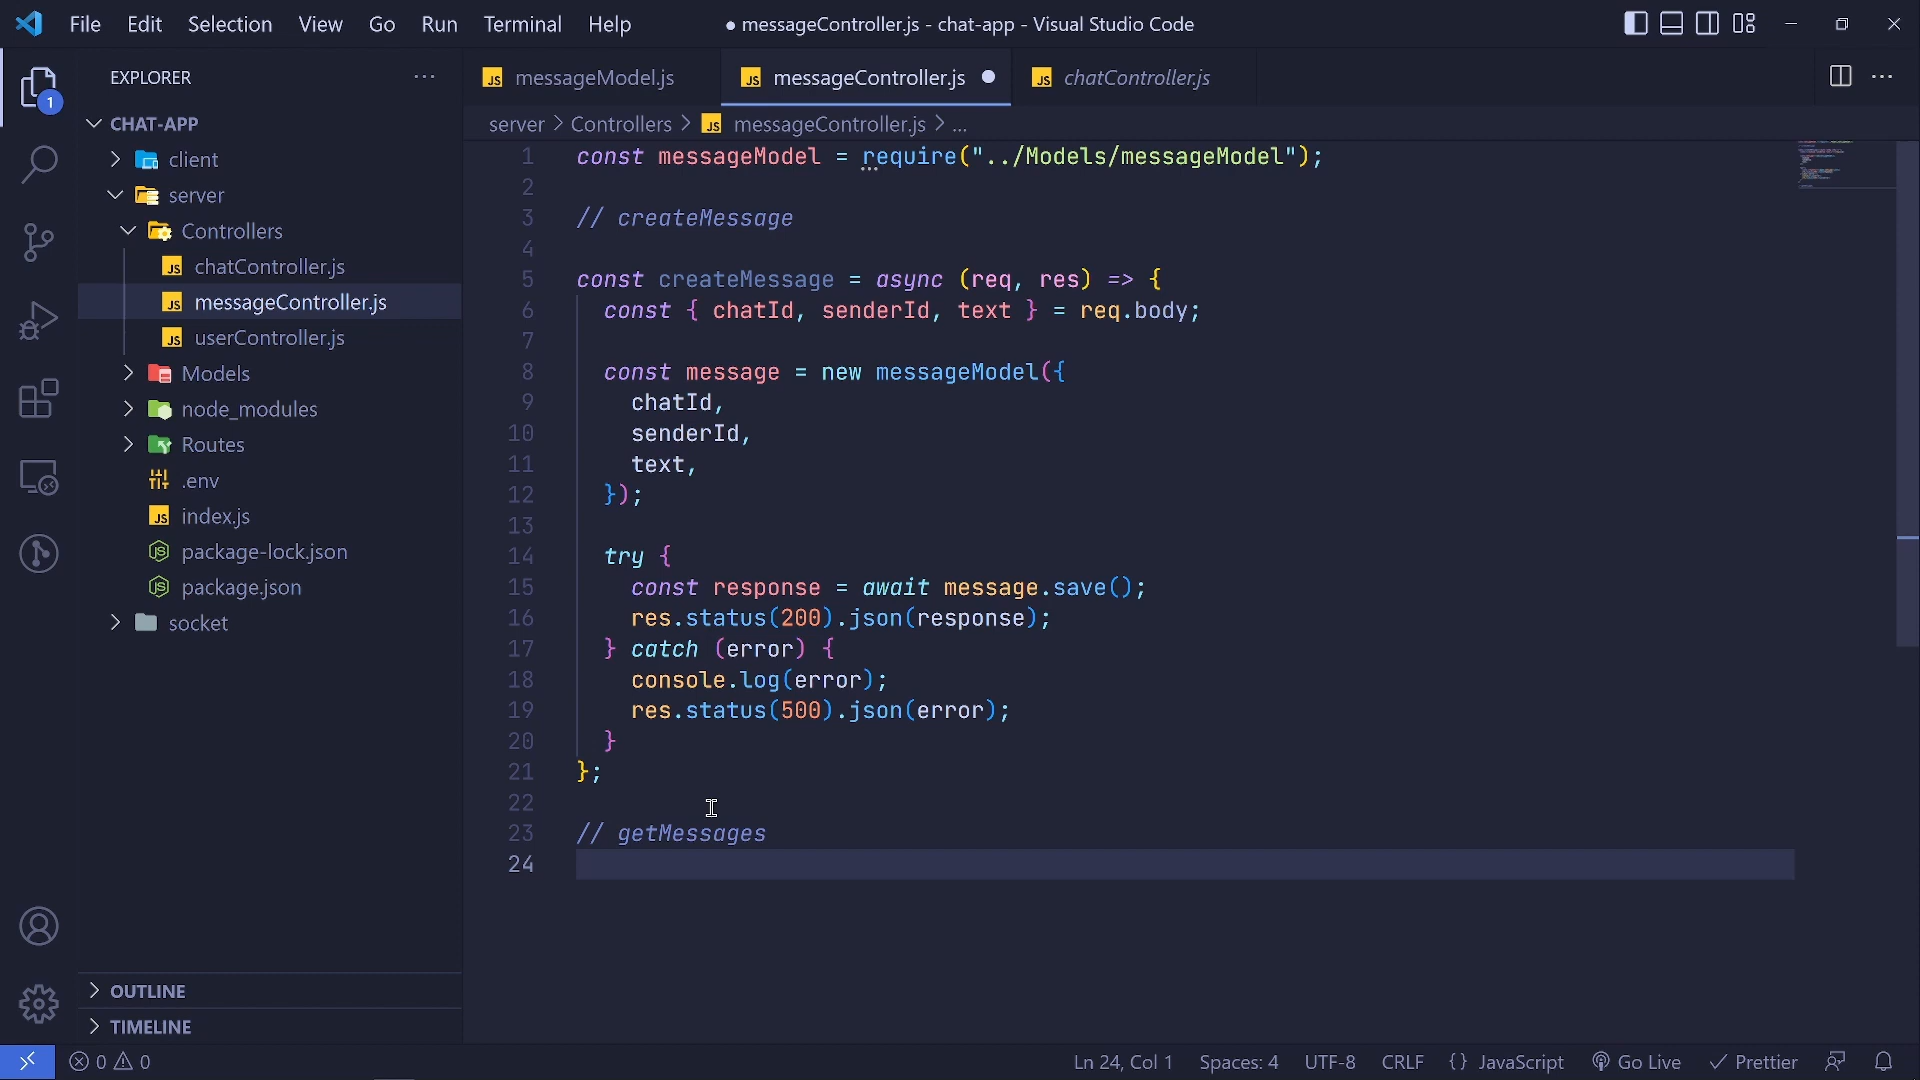 File Edit Selection View Go Run Terminal Help
● messageController.js - chat-app - Visual Studio Code
EXPLORER
1
CHAT-APP
client
server
Controllers
chatController.js
messageController.js
userController.js
Models
node_modules
Routes
.env
index.js
package-lock.json
package.json
socket
OUTLINE
TIMELINE
JS messageModel.js
JS messageController.js
JS chatController.js
server > Controllers > JS messageController.js > ...
1 const messageModel = require("../Models/messageModel");
2
3 // createMessage
4
5 const createMessage = async (req, res) => {
6 const { chatId, senderId, text } = req.body;
7
8 const message = new messageModel({
9 chatId,
10 senderId,
11 text,
12 });
13
14 try {
15 const response = await message.save();
16 res.status(200).json(response);
17 } catch (error) {
18 console.log(error);
19 res.status(500).json(error);
20 }
21 };
22
23 // getMessages
24
0 0 Ln 24, Col 1 Spaces: 4 UTF-8 CRLF {} JavaScript Go Live Prettier